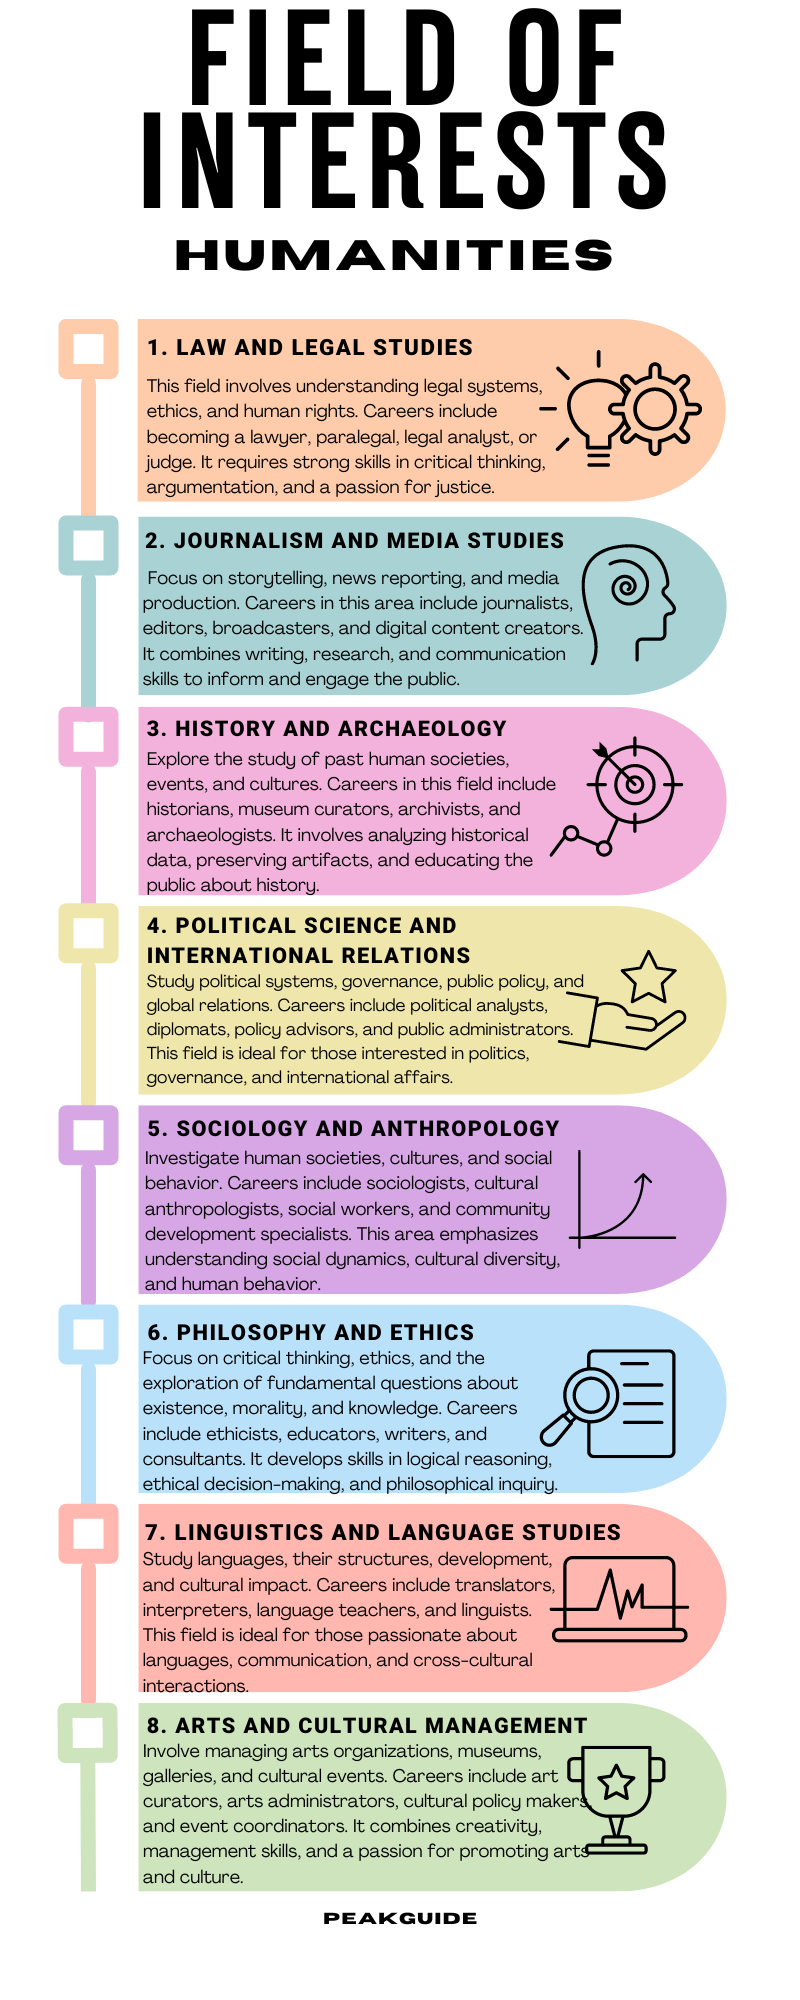 FIELD OF
INTERESTS
HUMANITIES
1. LAW AND LEGAL STUDIES
This field involves understanding legal systems,
ethics, and human rights. Careers include
becoming a lawyer, paralegal, legal analyst, or
judge. It requires strong skills in critical thinking,
argumentation, and a passion for justice.
2. JOURNALISM AND MEDIA STUDIES
Focus on storytelling, news reporting, and media
production. Careers in this area include journalists,
editors, broadcasters, and digital content creators.
It combines writing, research, and communication
skills to inform and engage the public.
3. HISTORY AND ARCHAEOLOGY
Explore the study of past human societies,
events, and cultures. Careers in this field include
historians, museum curators, archivists, and
archaeologists. It involves analyzing historical
data, preserving artifacts, and educating the
public about history.
4. POLITICAL SCIENCE AND
INTERNATIONAL RELATIONS
Study political systems, governance, public policy, and
global relations. Careers include political analysts,
diplomats, policy advisors, and public administrators.
This field is ideal for those interested in politics,
governance, and international affairs.
5. SOCIOLOGY AND ANTHROPOLOGY
Investigate human societies, cultures, and social
behavior. Careers include sociologists, cultural
anthropologists, social workers, and community
development specialists. This area emphasizes
understanding social dynamics, cultural diversity,
and human behavior.
6. PHILOSOPHY AND ETHICS
Focus on critical thinking, ethics, and the
exploration of fundamental questions about
existence, morality, and knowledge. Careers
include ethicists, educators, writers, and
consultants. It develops skills in logical reasoning,
ethical decision-making, and philosophical inquiry.
7. LINGUISTICS AND LANGUAGE STUDIES
Study languages, their structures, development,
and cultural impact. Careers include translators,
interpreters, language teachers, and linguists.
This field is ideal for those passionate about
languages, communication, and cross-cultural
interactions.
8. ARTS AND CULTURAL MANAGEMENT
Involve managing arts organizations, museums,
galleries, and cultural events. Careers include art
curators, arts administrators, cultural policy makers,
and event coordinators. It combines creativity,
management skills, and a passion for promoting arts
and culture.
PEAKGUIDE